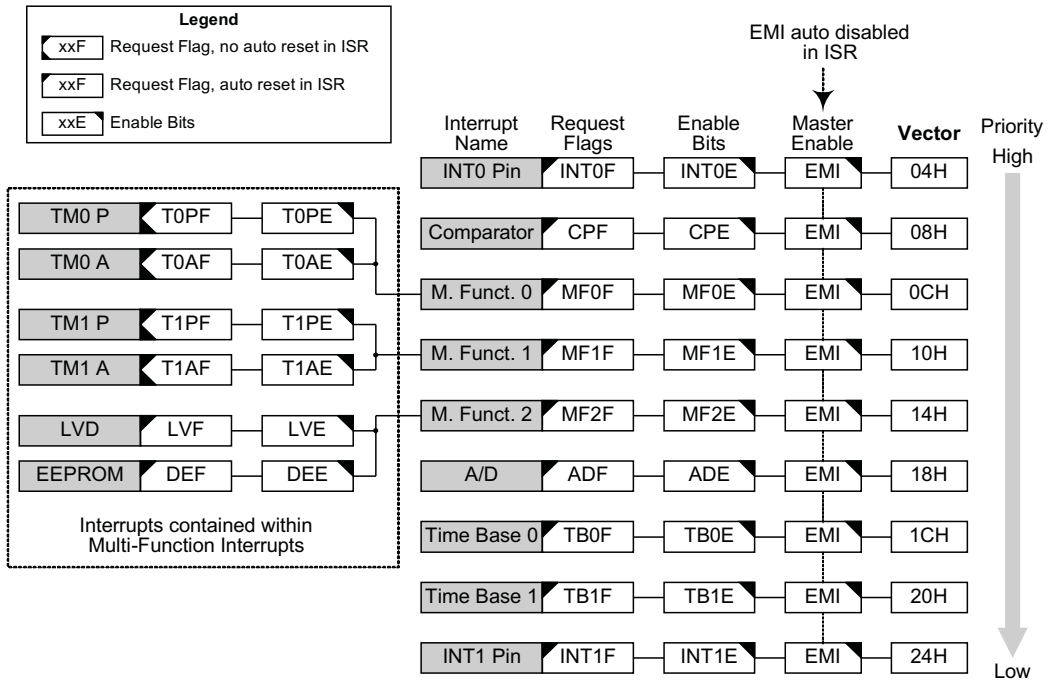 Legend
xxF Request Flag, no auto reset in ISR
xxF Request Flag, auto reset in ISR
xxE Enable Bits
EMI auto disabled
in ISR
Interrupt Name
Request Flags
Enable Bits
Master Enable
Vector
Priority
High
INT0 Pin INT0F INT0E EMI 04H
Comparator CPF CPE EMI 08H
M. Funct. 0 MF0F MF0E EMI 0CH
M. Funct. 1 MF1F MF1E EMI 10H
M. Funct. 2 MF2F MF2E EMI 14H
A/D ADF ADE EMI 18H
Time Base 0 TB0F TB0E EMI 1CH
Time Base 1 TB1F TB1E EMI 20H
INT1 Pin INT1F INT1E EMI 24H
Low
TM0 P T0PF T0PE
TM0 A T0AF T0AE
TM1 P T1PF T1PE
TM1 A T1AF T1AE
LVD LVF LVE
EEPROM DEF DEE
Interrupts contained within
Multi-Function Interrupts